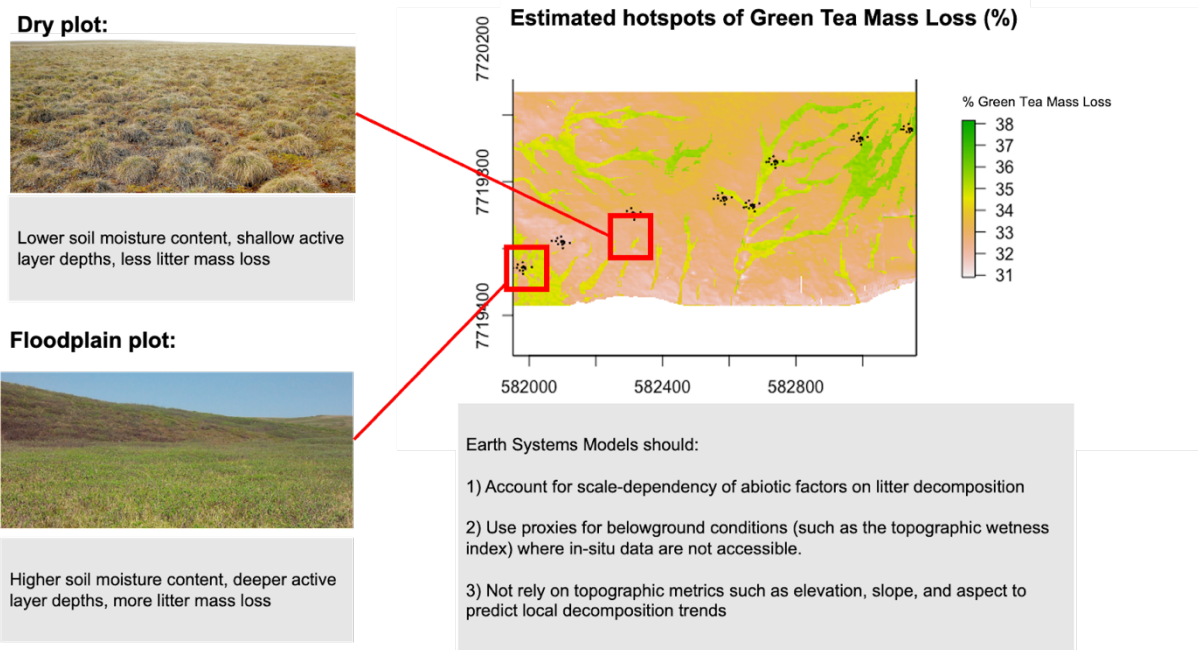 Dry plot:
Lower soil moisture content, shallow active
layer depths, less litter mass loss
Floodplain plot:
Higher soil moisture content, deeper active
layer depths, more litter mass loss
Estimated hotspots of Green Tea Mass Loss (%)
7720200
7719800
7719400
582000
582400
582800
% Green Tea Mass Loss
38
37
36
35
34
33
32
31
Earth Systems Models should:
1) Account for scale-dependency of abiotic factors on litter decomposition
2) Use proxies for belowground conditions (such as the topographic wetness
index) where in-situ data are not accessible.
3) Not rely on topographic metrics such as elevation, slope, and aspect to
predict local decomposition trends